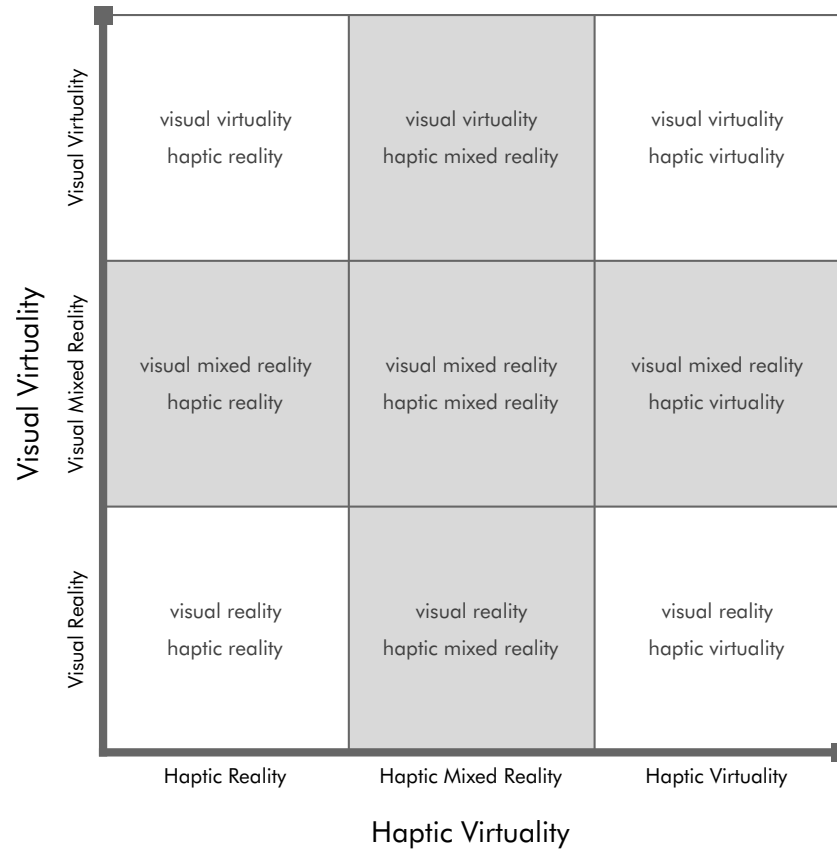 Visual Virtuality
Visual Virtuality
visual virtuality
haptic reality
visual virtuality
haptic mixed reality
visual virtuality
haptic virtuality
Visual Mixed Reality
visual mixed reality
haptic reality
visual mixed reality
haptic mixed reality
visual mixed reality
haptic virtuality
Visual Reality
visual reality
haptic reality
visual reality
haptic mixed reality
visual reality
haptic virtuality
Haptic Reality
Haptic Mixed Reality
Haptic Virtuality
Haptic Virtuality